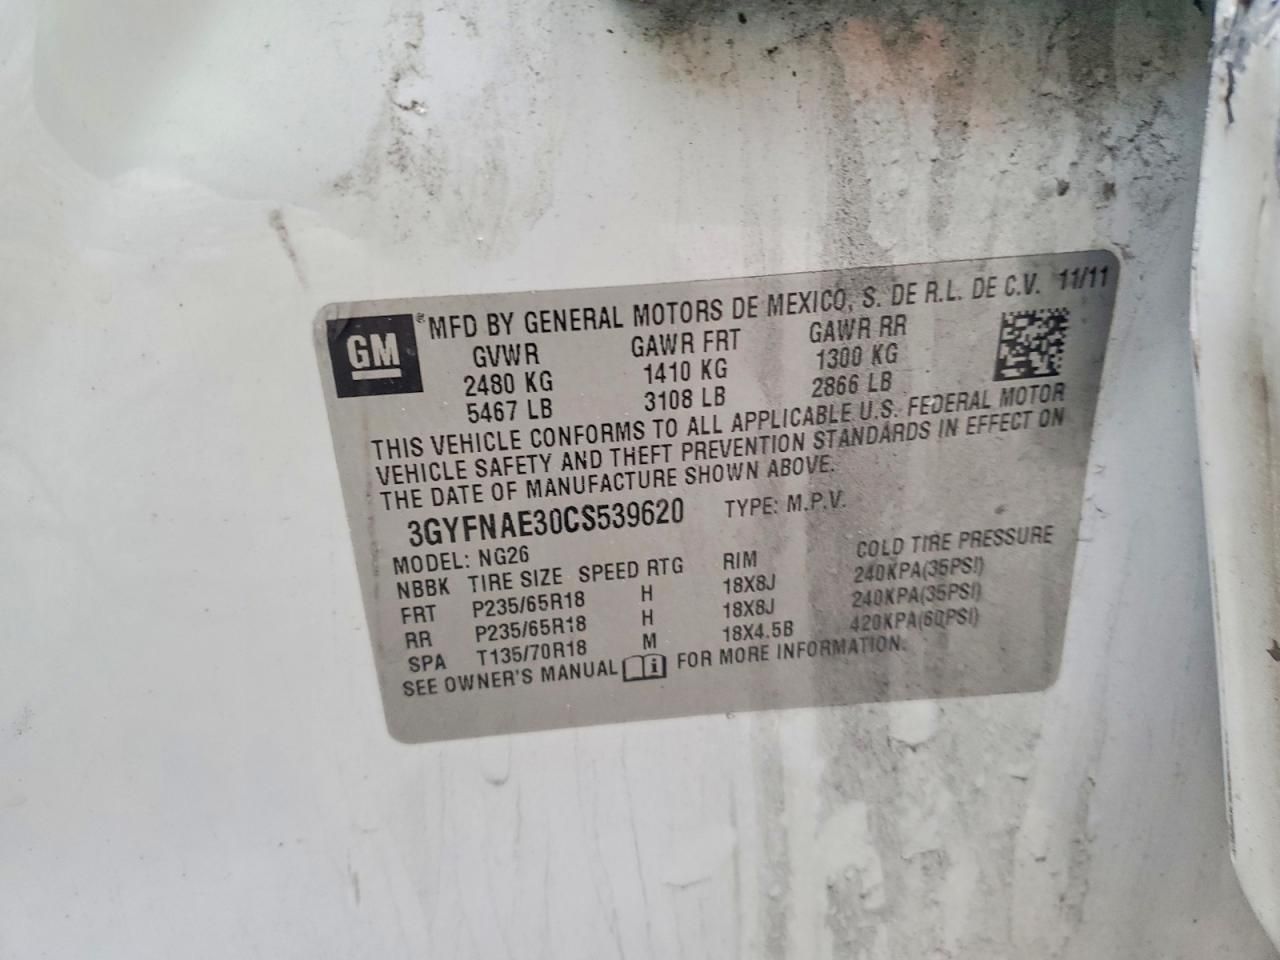 GM
MFD BY GENERAL MOTORS DE MEXICO, S. DE R.L. DE C.V. 11/11
GVWR GAWR FRT GAWR RR
2480 KG 1410 KG 1300 KG
5467 LB 3108 LB 2866 LB
THIS VEHICLE CONFORMS TO ALL APPLICABLE U.S. FEDERAL MOTOR
VEHICLE SAFETY AND THEFT PREVENTION STANDARDS IN EFFECT ON
THE DATE OF MANUFACTURE SHOWN ABOVE.
3GYFNAE30CS539620 TYPE: M.P.V.
MODEL: NG26
NBBK TIRE SIZE SPEED RTG RIM COLD TIRE PRESSURE
FRT P235/65R18 H 18X8J 240KPA(35PSI)
RR P235/65R18 H 18X8J 240KPA(35PSI)
SPA T135/70R18 M 18X4.5B 420KPA(60PSI)
SEE OWNER'S MANUAL FOR MORE INFORMATION.